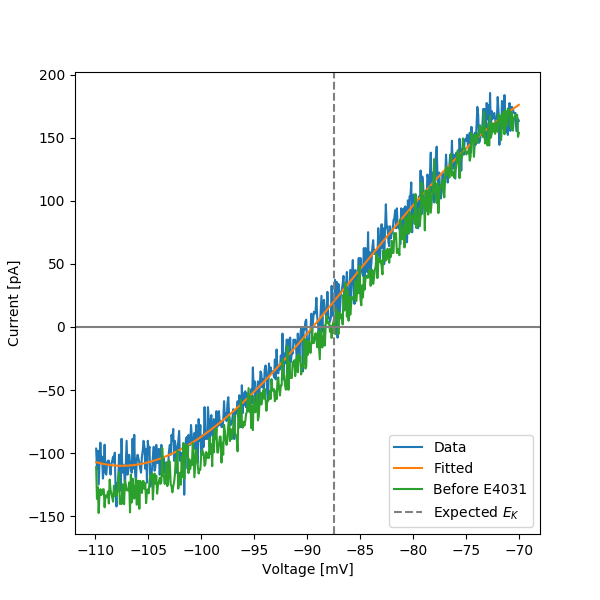 200
150
100
50
0
−50
−100
−150
Current [pA]
−110 −105 −100 −95 −90 −85 −80 −75 −70
Voltage [mV]
Data
Fitted
Before E4031
Expected E_K